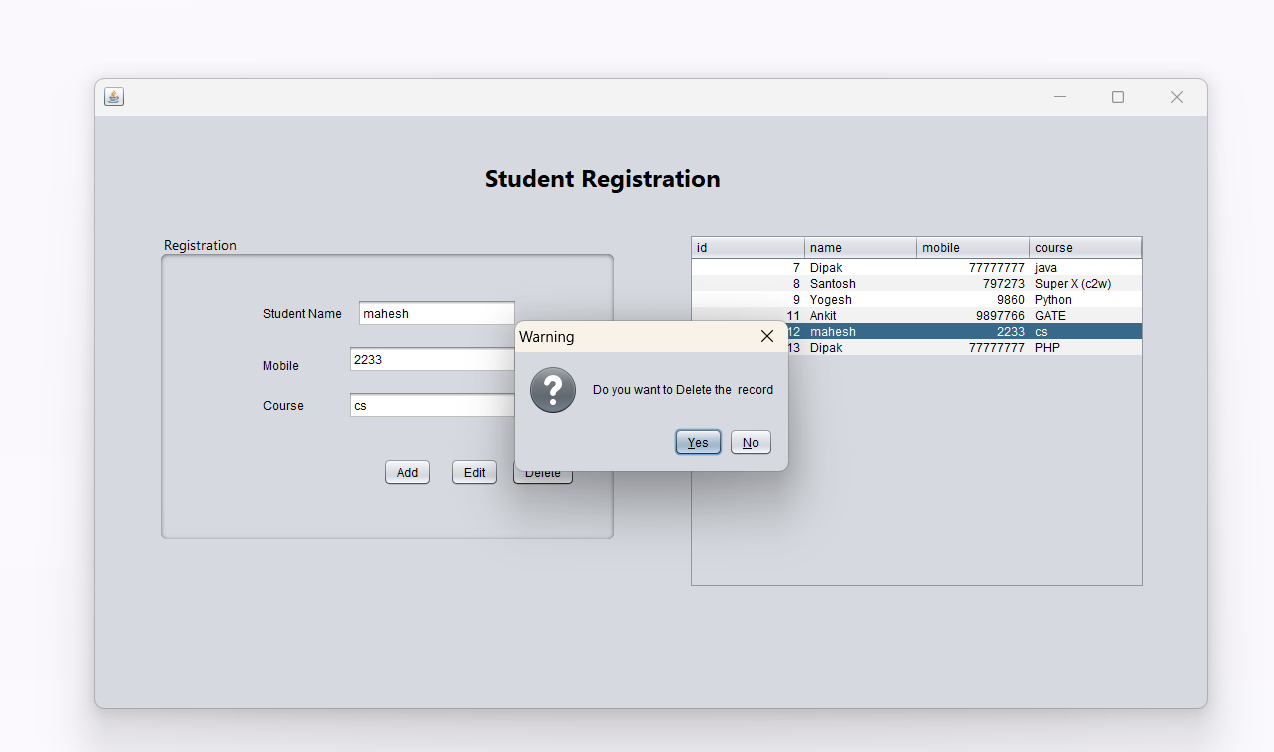 Student Registration
Registration
Student Name mahesh
Mobile 2233
Course cs
Add Edit Delete
id name mobile course
7 Dipak 77777777 java
8 Santosh 797273 Super X (c2w)
9 Yogesh 9860 Python
11 Ankit 9897766 GATE
12 mahesh 2233 cs
13 Dipak 77777777 PHP
Warning
Do you want to Delete the  record
Yes No